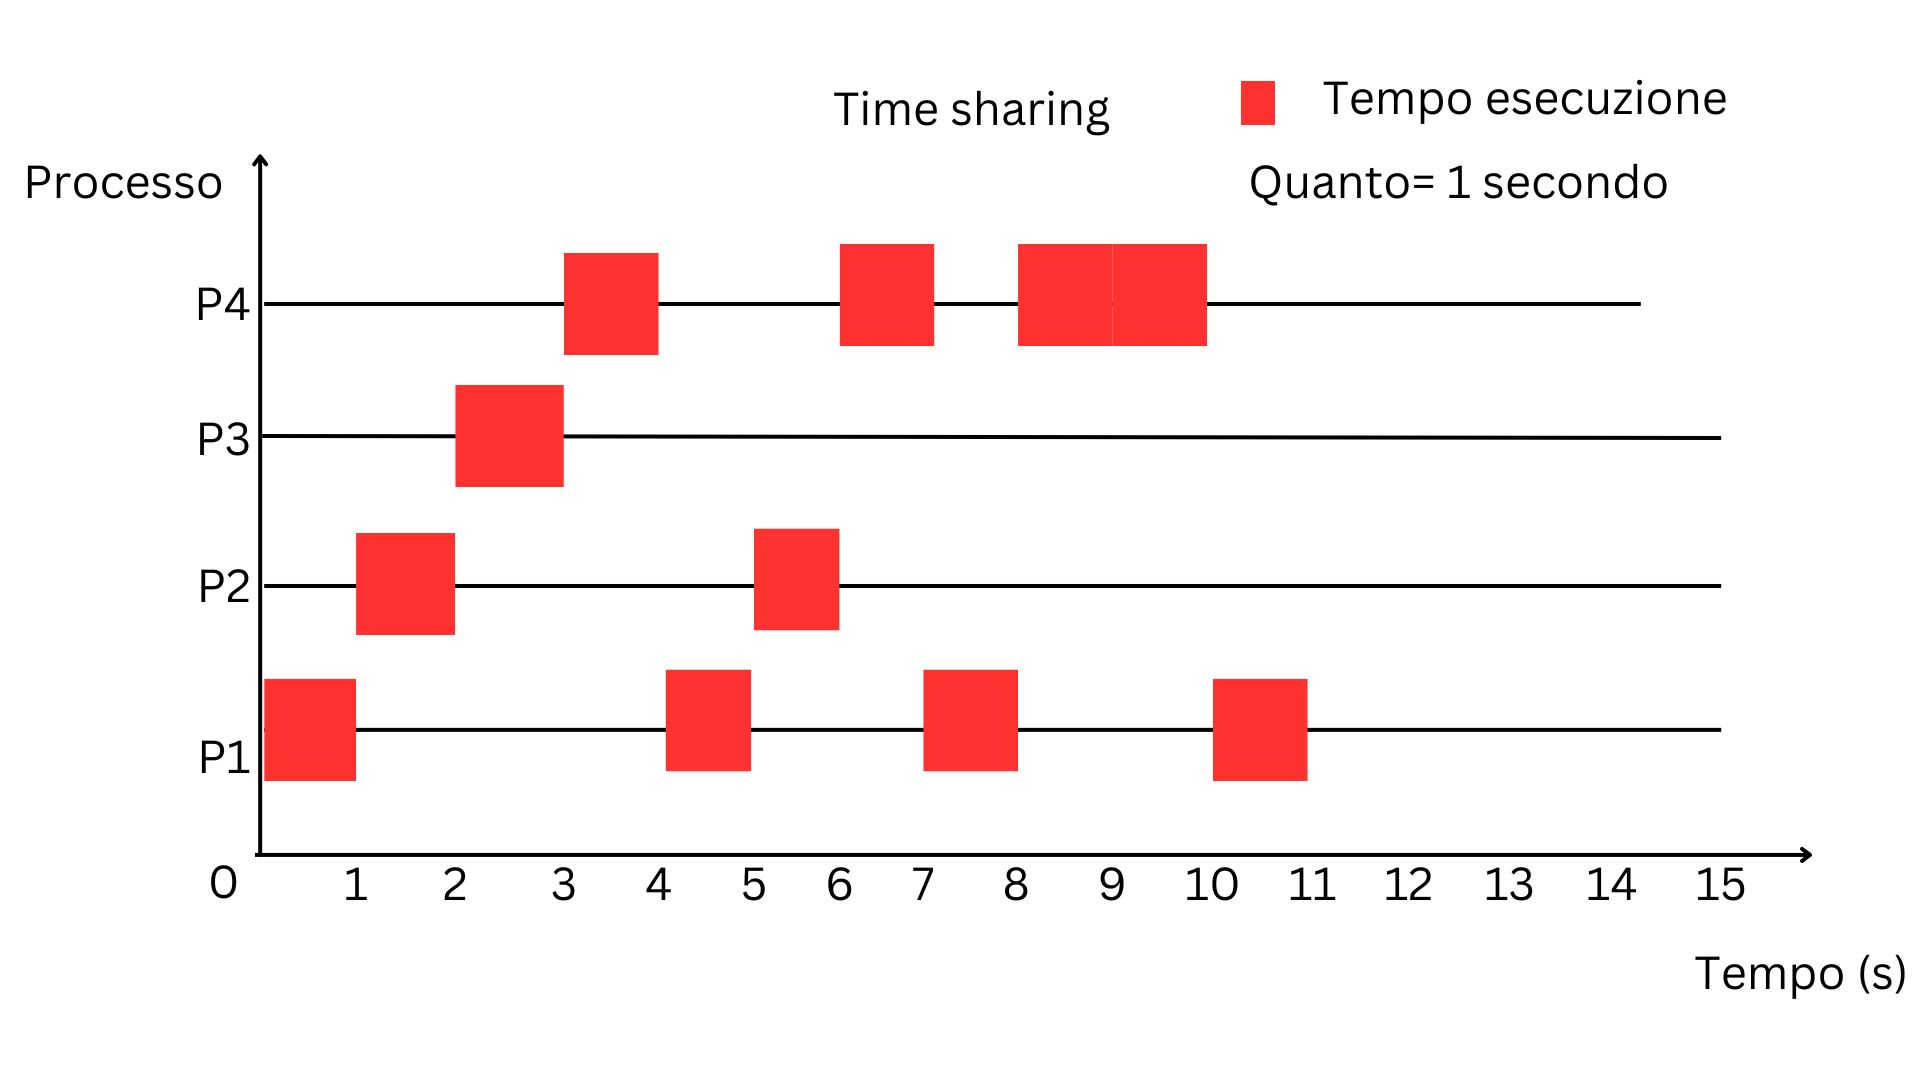 Time sharing
Tempo esecuzione
Quanto= 1 secondo
Processo
P4
P3
P2
P1
0 1 2 3 4 5 6 7 8 9 10 11 12 13 14 15
Tempo (s)